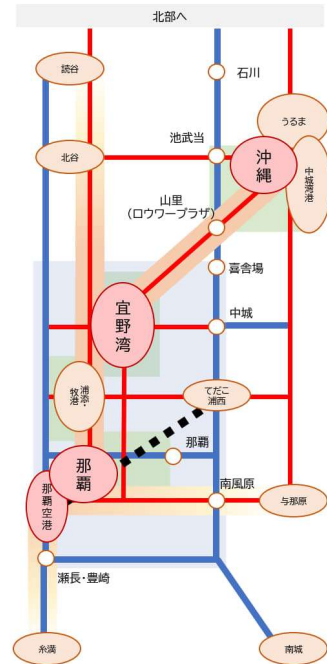 北部へ
読谷
石川
うるま
池武当
北谷
沖縄
中城湾港
山里
(ロウワープラザ)
喜舎場
宜野湾
中城
浦添・
牧港
てだこ
浦西
那覇
那覇
南風原
那覇空港
与那原
瀬長・豊崎
糸満
南城